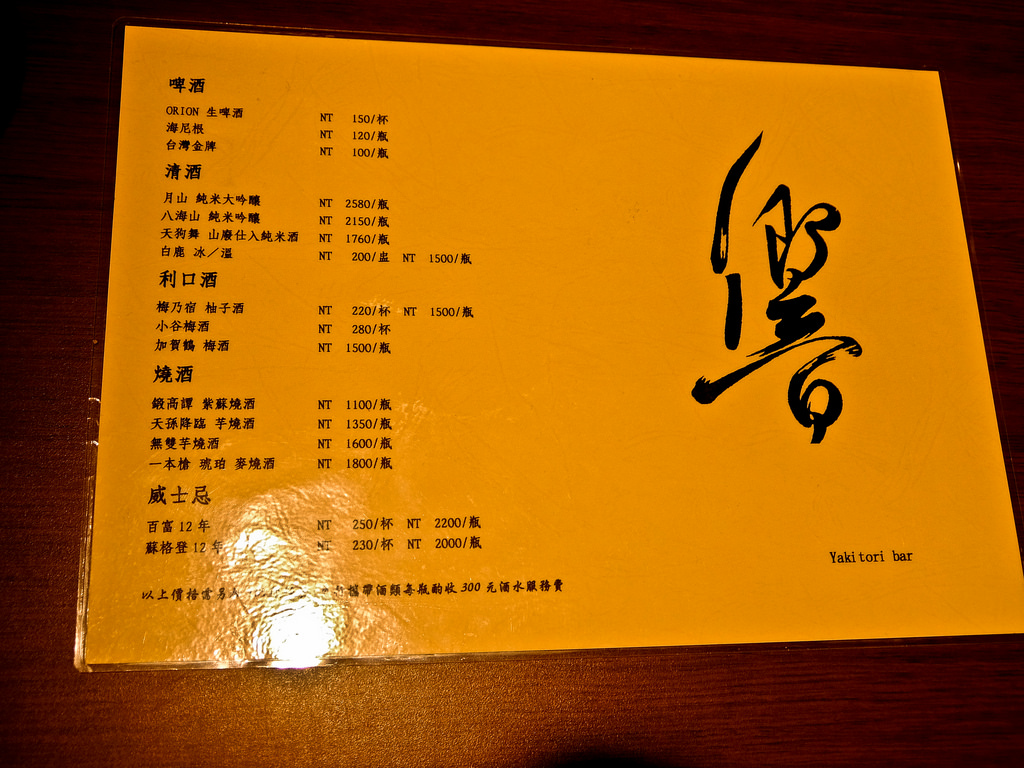 啤酒
ORION 生啤酒 NT 150/杯
海尼根 NT 120/瓶
台灣金牌 NT 100/瓶
清酒
月山 純米大吟釀 NT 2580/瓶
八海山 純米吟釀 NT 2150/瓶
天狗舞 山廢仕入純米酒 NT 1760/瓶
白鹿 冰/溫 NT 200/盅 NT 1500/瓶
利口酒
梅乃宿 柚子酒 NT 220/杯 NT 1500/瓶
小谷梅酒 NT 280/杯
加賀鶴 梅酒 NT 1500/瓶
燒酒
鍛高譚 紫蘇燒酒 NT 1100/瓶
天孫降臨 芋燒酒 NT 1350/瓶
無雙芋燒酒 NT 1600/瓶
一本槍 琥珀 麥燒酒 NT 1800/瓶
威士忌
百富12年 NT 250/杯 NT 2200/瓶
蘇格登12年 NT 230/杯 NT 2000/瓶
以上價格需另 攜帶酒類每瓶酌收300元酒水服務費
響
Yakitori bar